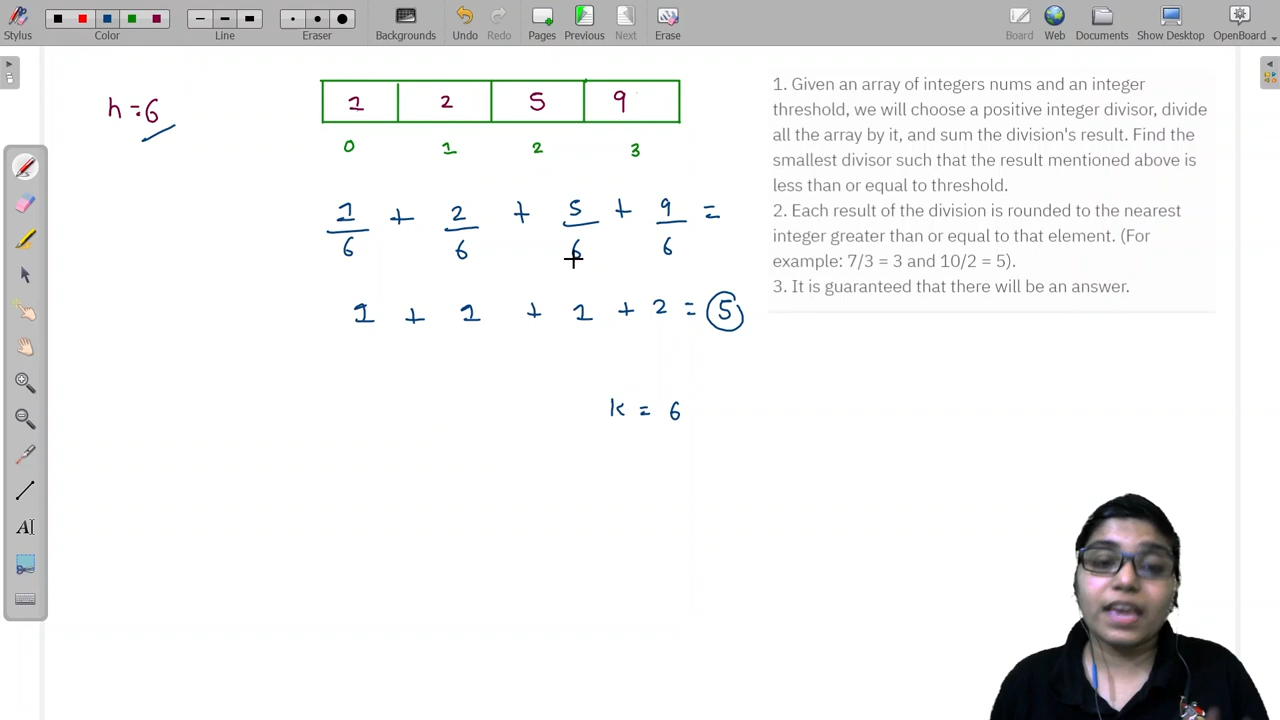 Stylus Color Line Eraser Backgrounds Undo Redo Pages Previous Next Erase Board Web Documents Show Desktop OpenBoard
h = 6
1 2 5 9
0 1 2 3
1/6 + 2/6 + 5/6 + 9/6 =
1 + 1 + 1 + 2 = 5
k = 6
1. Given an array of integers nums and an integer
threshold, we will choose a positive integer divisor, divide
all the array by it, and sum the division's result. Find the
smallest divisor such that the result mentioned above is
less than or equal to threshold.
2. Each result of the division is rounded to the nearest
integer greater than or equal to that element. (For
example: 7/3 = 3 and 10/2 = 5).
3. It is guaranteed that there will be an answer.
AI